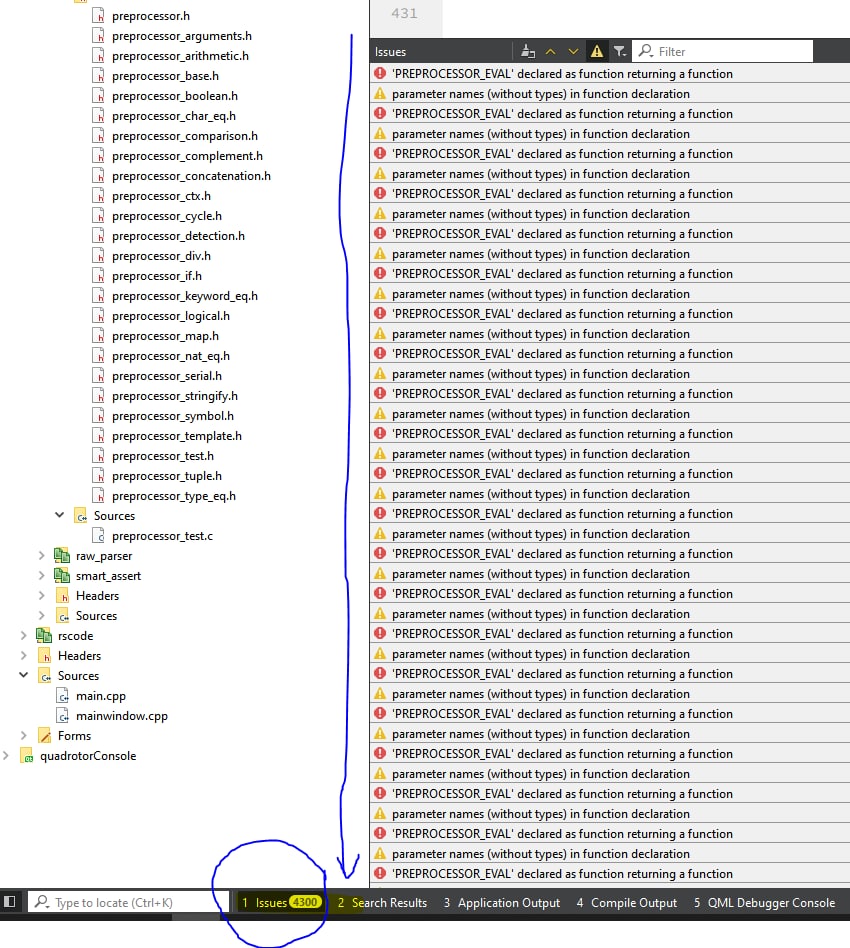 preprocessor.h
preprocessor_arguments.h
preprocessor_arithmetic.h
preprocessor_base.h
preprocessor_boolean.h
preprocessor_char_eq.h
preprocessor_comparison.h
preprocessor_complement.h
preprocessor_concatenation.h
preprocessor_ctx.h
preprocessor_cycle.h
preprocessor_detection.h
preprocessor_div.h
preprocessor_if.h
preprocessor_keyword_eq.h
preprocessor_logical.h
preprocessor_map.h
preprocessor_nat_eq.h
preprocessor_serial.h
preprocessor_stringify.h
preprocessor_symbol.h
preprocessor_template.h
preprocessor_test.h
preprocessor_tuple.h
preprocessor_type_eq.h
Sources
preprocessor_test.c
raw_parser
smart_assert
Headers
Sources
rscode
Headers
Sources
main.cpp
mainwindow.cpp
Forms
quadrotorConsole
431
Issues Filter
'PREPROCESSOR_EVAL' declared as function returning a function
parameter names (without types) in function declaration
'PREPROCESSOR_EVAL' declared as function returning a function
parameter names (without types) in function declaration
'PREPROCESSOR_EVAL' declared as function returning a function
parameter names (without types) in function declaration
'PREPROCESSOR_EVAL' declared as function returning a function
parameter names (without types) in function declaration
'PREPROCESSOR_EVAL' declared as function returning a function
parameter names (without types) in function declaration
'PREPROCESSOR_EVAL' declared as function returning a function
parameter names (without types) in function declaration
'PREPROCESSOR_EVAL' declared as function returning a function
parameter names (without types) in function declaration
'PREPROCESSOR_EVAL' declared as function returning a function
parameter names (without types) in function declaration
'PREPROCESSOR_EVAL' declared as function returning a function
parameter names (without types) in function declaration
'PREPROCESSOR_EVAL' declared as function returning a function
parameter names (without types) in function declaration
'PREPROCESSOR_EVAL' declared as function returning a function
parameter names (without types) in function declaration
'PREPROCESSOR_EVAL' declared as function returning a function
parameter names (without types) in function declaration
'PREPROCESSOR_EVAL' declared as function returning a function
parameter names (without types) in function declaration
'PREPROCESSOR_EVAL' declared as function returning a function
parameter names (without types) in function declaration
'PREPROCESSOR_EVAL' declared as function returning a function
parameter names (without types) in function declaration
'PREPROCESSOR_EVAL' declared as function returning a function
parameter names (without types) in function declaration
'PREPROCESSOR_EVAL' declared as function returning a function
parameter names (without types) in function declaration
'PREPROCESSOR_EVAL' declared as function returning a function
parameter names (without types) in function declaration
'PREPROCESSOR_EVAL' declared as function returning a function
parameter names (without types) in function declaration
'PREPROCESSOR_EVAL' declared as function returning a function
parameter names (without types) in function declaration
'PREPROCESSOR_EVAL' declared as function returning a function
Type to locate (Ctrl+K) 1 Issues 4300 2 Search Results 3 Application Output 4 Compile Output 5 QML Debugger Console